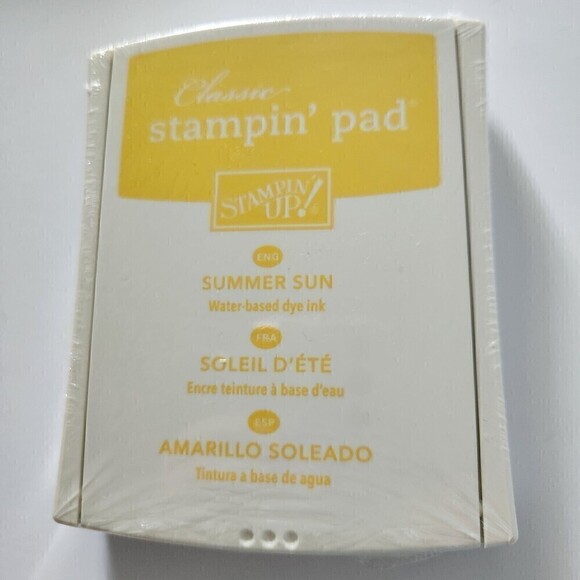 Classic
stampin' pad®
STAMPIN'
UP!®
ENG
SUMMER SUN
Water-based dye ink
FRA
SOLEIL D'ÉTÉ
Encre teinture à base d'eau
ESP
AMARILLO SOLEADO
Tintura a base de agua